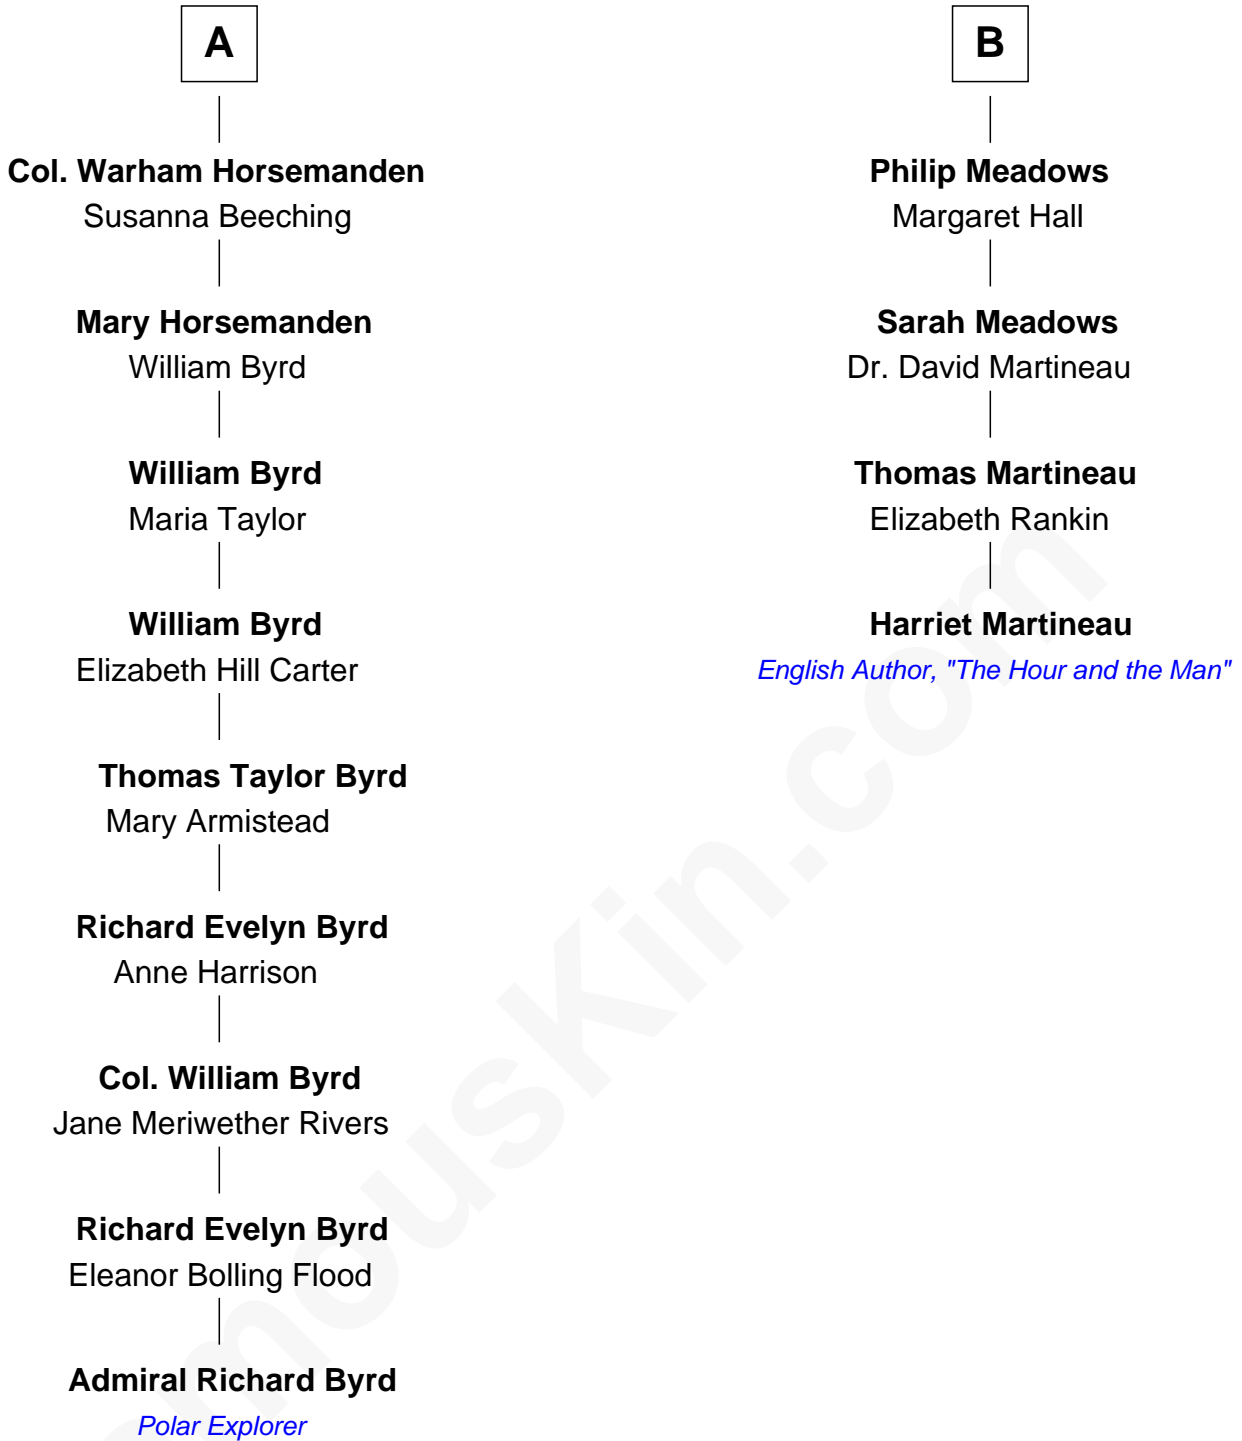 A
Col. Warham Horsemanden
Susanna Beeching
Mary Horsemanden
William Byrd
William Byrd
Maria Taylor
William Byrd
Elizabeth Hill Carter
Thomas Taylor Byrd
Mary Armistead
Richard Evelyn Byrd
Anne Harrison
Col. William Byrd
Jane Meriwether Rivers
Richard Evelyn Byrd
Eleanor Bolling Flood
Admiral Richard Byrd
Polar Explorer
B
Philip Meadows
Margaret Hall
Sarah Meadows
Dr. David Martineau
Thomas Martineau
Elizabeth Rankin
Harriet Martineau
English Author, "The Hour and the Man"
mouskin.com